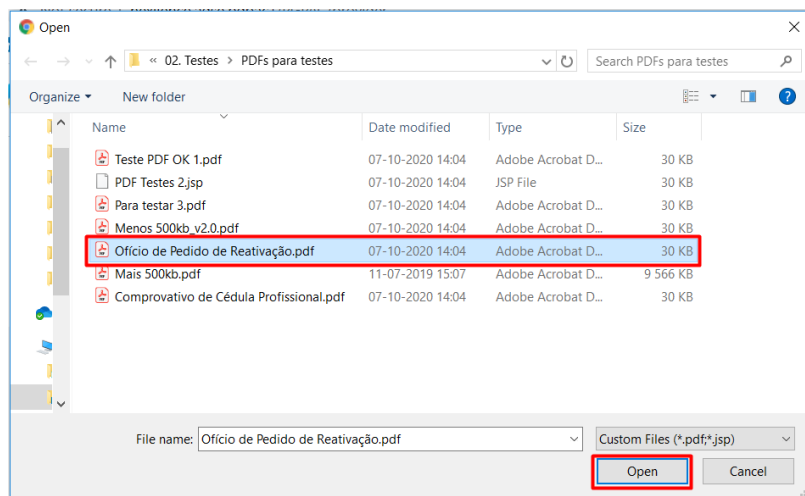 Open
« 02. Testes > PDFs para testes
Search PDFs para testes
Organize
New folder
?
Name Date modified Type Size
Teste PDF OK 1.pdf 07-10-2020 14:04 Adobe Acrobat D... 30 KB
PDF Testes 2.jsp 07-10-2020 14:04 JSP File 30 KB
Para testar 3.pdf 07-10-2020 14:04 Adobe Acrobat D... 30 KB
Menos 500kb_v2.0.pdf 07-10-2020 14:04 Adobe Acrobat D... 30 KB
Ofício de Pedido de Reativação.pdf 07-10-2020 14:04 Adobe Acrobat D... 30 KB
Mais 500kb.pdf 11-07-2019 15:07 Adobe Acrobat D... 9 566 KB
Comprovativo de Cédula Profissional.pdf 07-10-2020 14:04 Adobe Acrobat D... 30 KB
File name: Ofício de Pedido de Reativação.pdf
Custom Files (*.pdf;*.jsp)
Open
Cancel